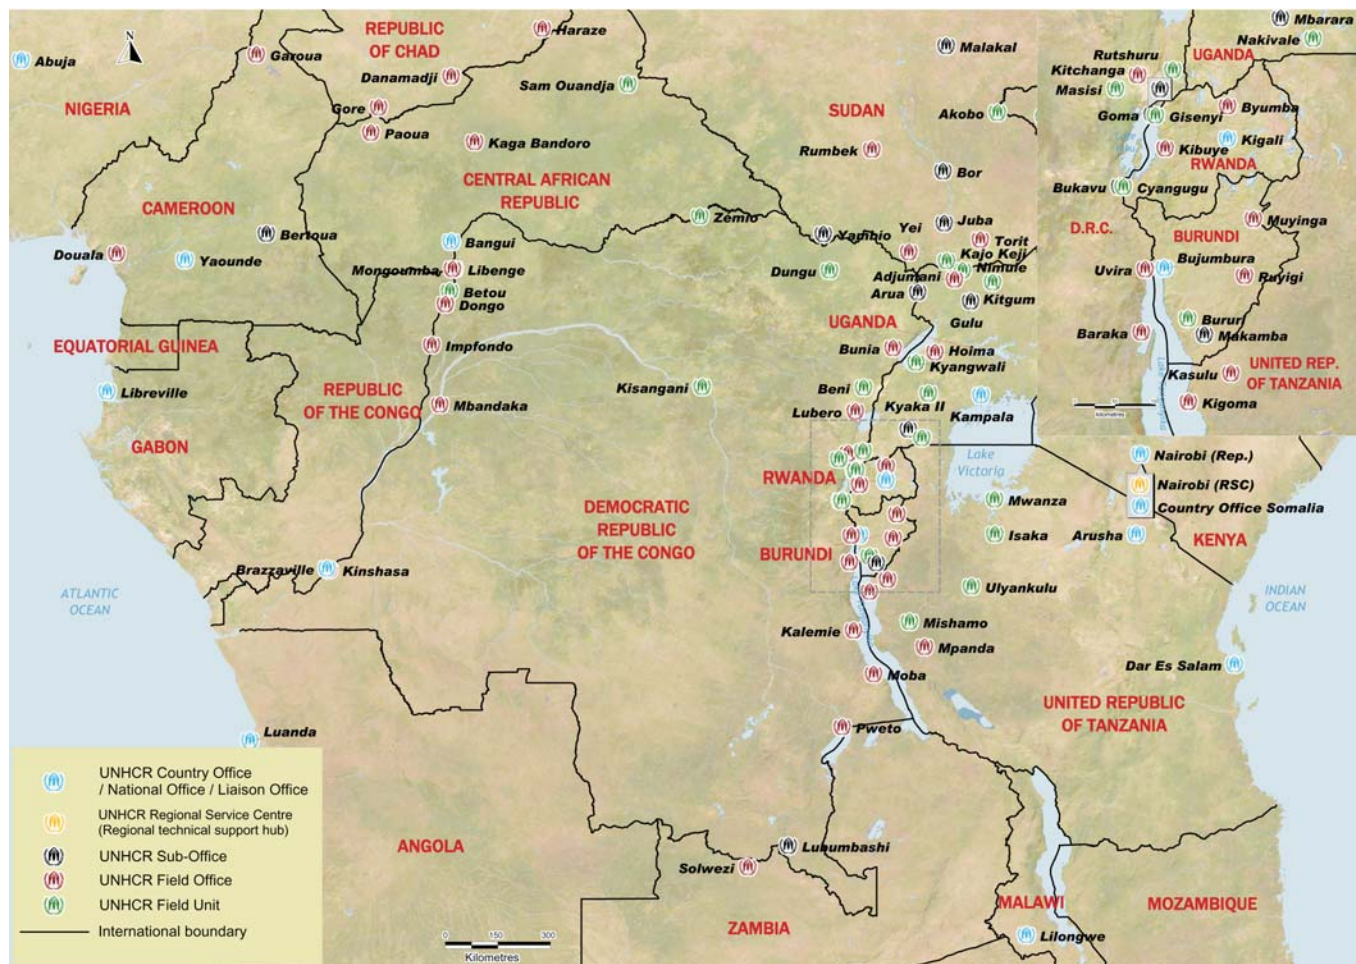 N
REPUBLIC
OF CHAD
Haraze
Abuja
Garoua
Danamadji
Sam Ouandja
Malakal
NIGERIA
Gore
Paoua
Kaga Bandoro
SUDAN
Akobo
Rumbek
Bor
CENTRAL AFRICAN
REPUBLIC
CAMEROON
Bertoua
Zemio
Yambio
Yei
Juba
Torit
Douala
Yaounde
Bangui
Mongoumba
Libenge
Dungu
Kajo Keji
Nimule
Adjumani
Betou
Dongo
Arua
Kitgum
Gulu
UGANDA
EQUATORIAL GUINEA
Impfondo
Bunia
Hoima
Kyangwali
Libreville
REPUBLIC
OF THE CONGO
Mbandaka
Kisangani
Beni
Kyaka II
Kampala
Lubero
GABON
Lake
Victoria
RWANDA
DEMOCRATIC
REPUBLIC
OF THE CONGO
Mwanza
BURUNDI
Isaka
Brazzaville
Kinshasa
Ulyankulu
ATLANTIC
OCEAN
Kalemie
Mishamo
Mpanda
Moba
Dar Es Salam
Pweto
UNITED REPUBLIC
OF TANZANIA
Luanda
ANGOLA
Lubumbashi
Solwezi
ZAMBIA
MALAWI
MOZAMBIQUE
Lilongwe
0 150 300
Kilometres
Mbarara
Nakivale
Rutshuru
UGANDA
Kitchanga
Masisi
Byumba
Goma
Gisenyi
Kigali
Kibuye
RWANDA
Bukavu
Cyangugu
Muyinga
D.R.C.
BURUNDI
Uvira
Bujumbura
Ruyigi
Bururi
Baraka
Makamba
Kasulu
UNITED REP.
OF TANZANIA
Kigoma
Kilometres
Nairobi (Rep.)
Nairobi (RSC)
Country Office Somalia
Arusha
KENYA
INDIAN
OCEAN
UNHCR Country Office
/ National Office / Liaison Office
UNHCR Regional Service Centre
(Regional technical support hub)
UNHCR Sub-Office
UNHCR Field Office
UNHCR Field Unit
International boundary